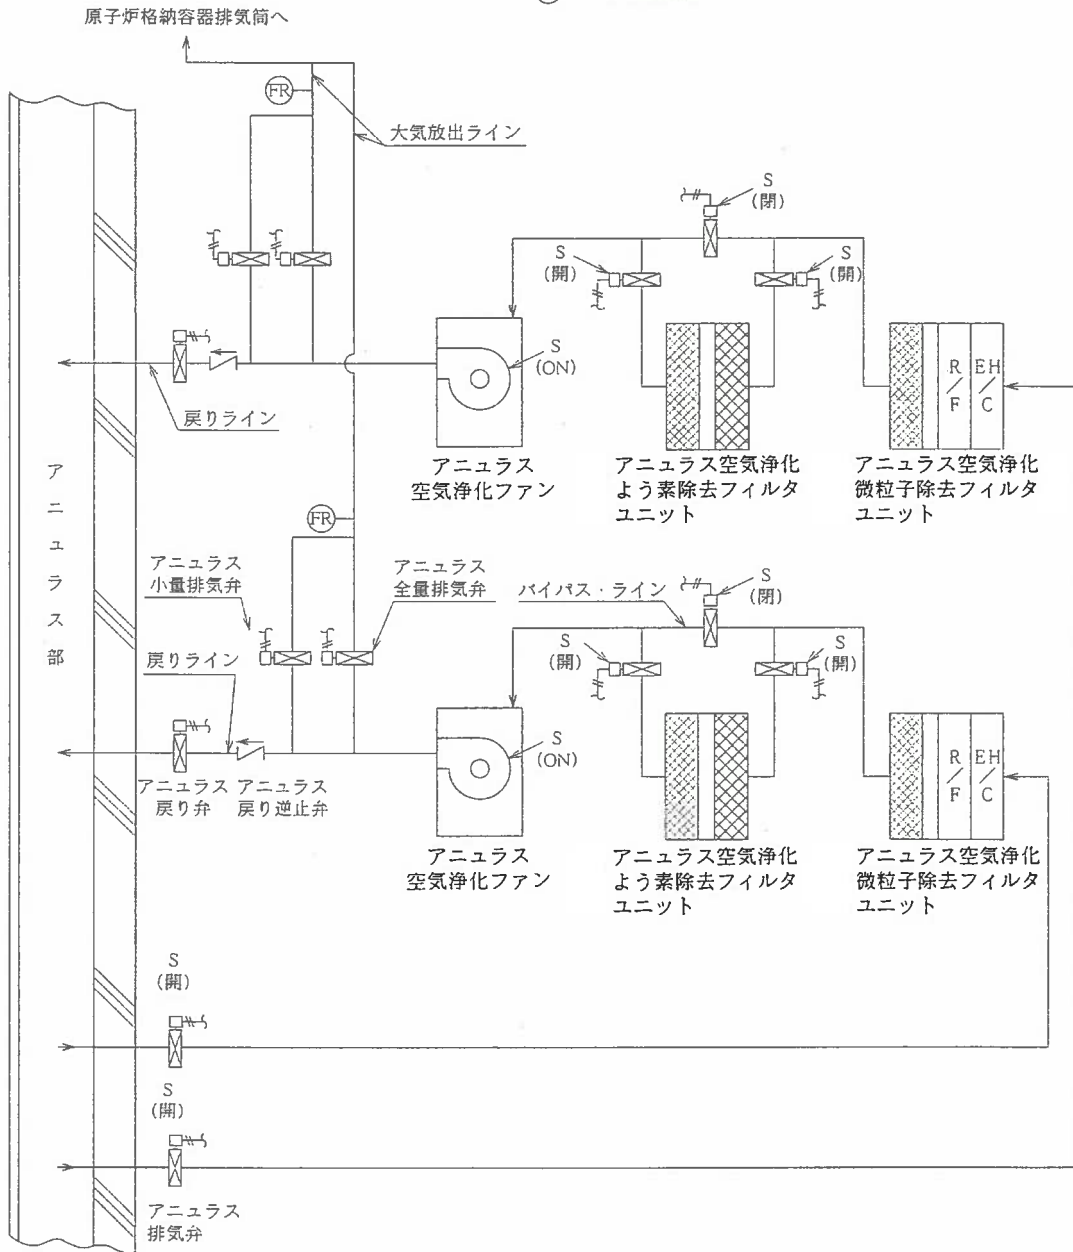 原子炉格納容器排気筒へ
FR
大気放出ライン
S
(閉)
S
(開)
S
(開)
S
(ON)
R/F
EH/C
戻りライン
アニュラス
空気浄化ファン
アニュラス空気浄化
よう素除去フィルタ
ユニット
アニュラス空気浄化
微粒子除去フィルタ
ユニット
アニュラス部
FR
アニュラス
小量排気弁
アニュラス
全量排気弁
バイパス・ライン
S
(閉)
S
(開)
S
(開)
戻りライン
S
(ON)
R/F
EH/C
アニュラス
戻り弁
アニュラス
戻り逆止弁
アニュラス
空気浄化ファン
アニュラス空気浄化
よう素除去フィルタ
ユニット
アニュラス空気浄化
微粒子除去フィルタ
ユニット
S
(開)
S
(開)
アニュラス
排気弁